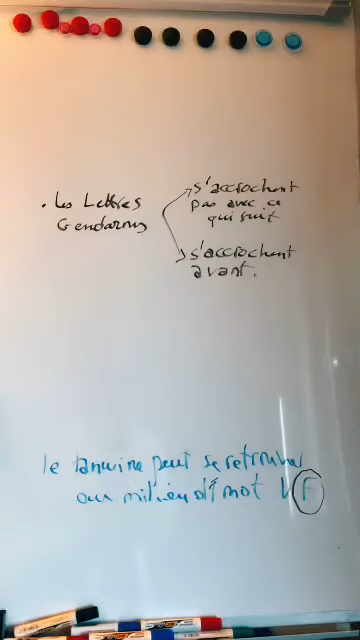 . Les Lettres
Gendarmes
s'accrochent
pas avec ce
qui suit
s'accrochent
avant.
le tanwine peut se retrouver
au milieu d'1 mot V F